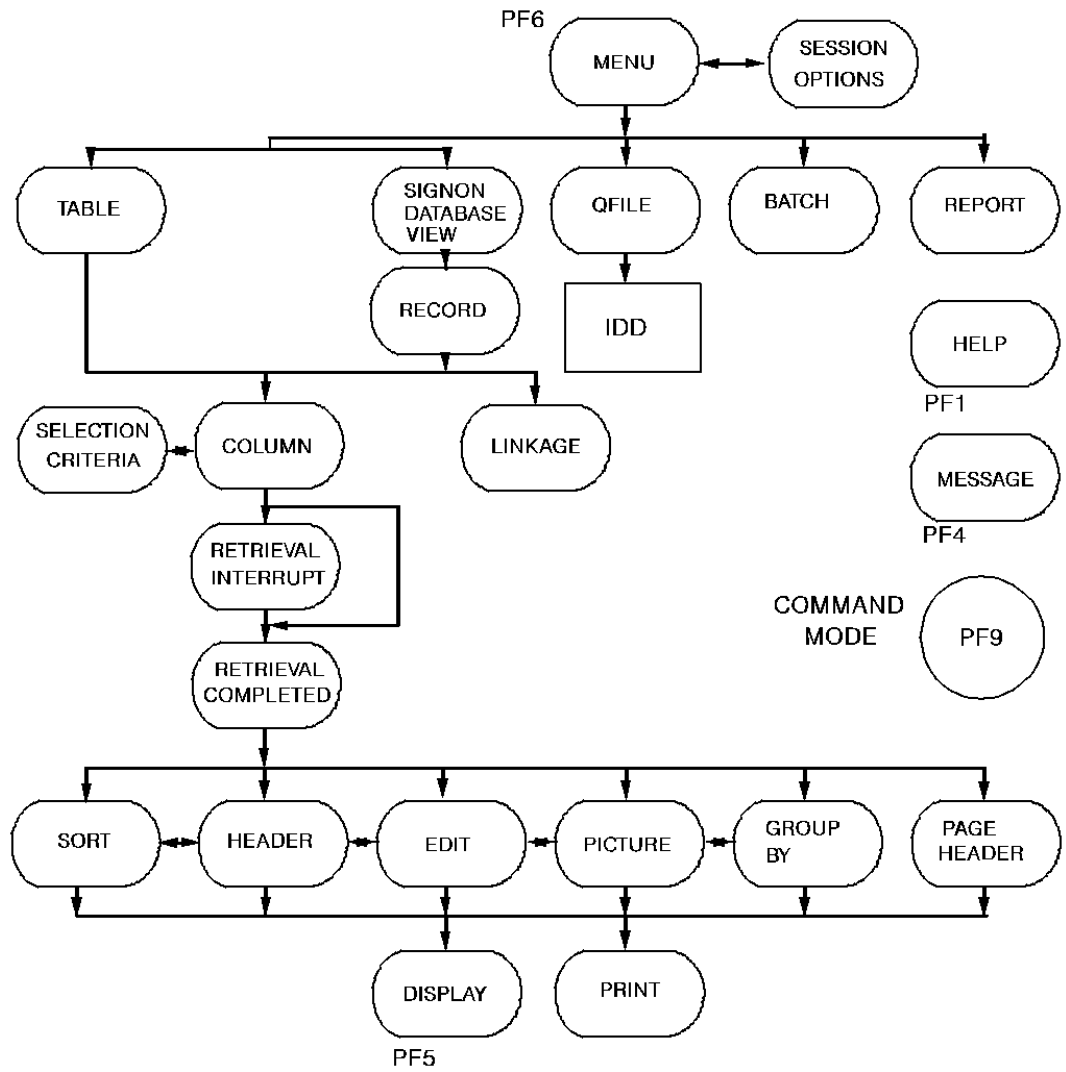 PF6
MENU
SESSION
OPTIONS
TABLE
SIGNON
DATABASE
VIEW
QFILE
BATCH
REPORT
RECORD
IDD
HELP
PF1
SELECTION
CRITERIA
COLUMN
LINKAGE
MESSAGE
PF4
RETRIEVAL
INTERRUPT
COMMAND
MODE
PF9
RETRIEVAL
COMPLETED
SORT
HEADER
EDIT
PICTURE
GROUP
BY
PAGE
HEADER
DISPLAY
PRINT
PF5